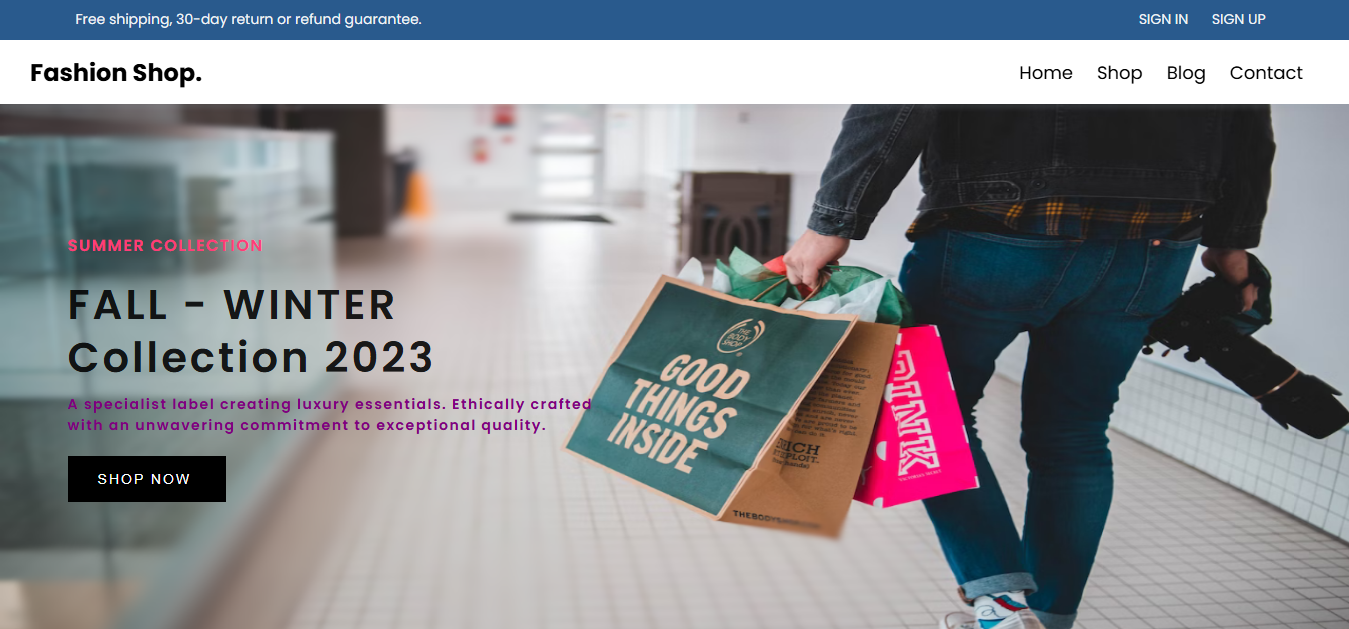 Free shipping, 30-day return or refund guarantee.
SIGN IN SIGN UP
Fashion Shop.
Home Shop Blog Contact
SUMMER COLLECTION
FALL - WINTER
Collection 2023
A specialist label creating luxury essentials. Ethically crafted
with an unwavering commitment to exceptional quality.
SHOP NOW
THE
BODY
SHOP
GOOD
THINGS
INSIDE
PINK